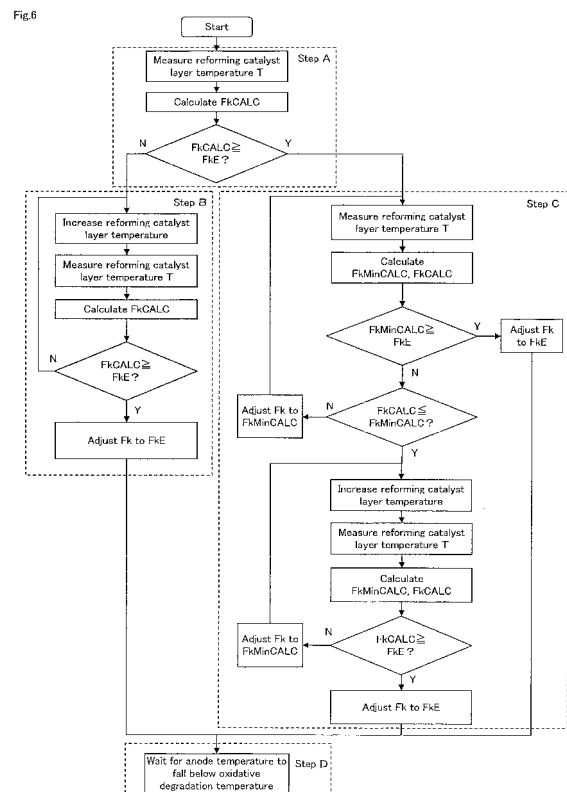 Fig.6
Start
Step A
Measure reforming catalyst
layer temperature T
Calculate FkCALC
FkCALC≧
FkE?
N
Y
Step B
Increase reforming catalyst
layer temperature
Measure reforming catalyst
layer temperature T
Calculate FkCALC
FkCALC≧
FkE?
N
Y
Adjust Fk to FkE
Step C
Measure reforming catalyst
layer temperature T
Calculate
FkMinCALC, FkCALC
FkMinCALC≧
FkE
Y
Adjust Fk
to FkE
N
FkCALC≦
FkMinCALC?
N
Adjust Fk to
FkMinCALC
Y
Increase reforming catalyst
layer temperature
Measure reforming catalyst
layer temperature T
Calculate
FkMinCALC, FkCALC
FkCALC≧
FkE?
N
Adjust Fk to
FkMinCALC
Y
Adjust Fk to FkE
Step D
Wait for anode temperature to
fall below oxidative
degradation temperature